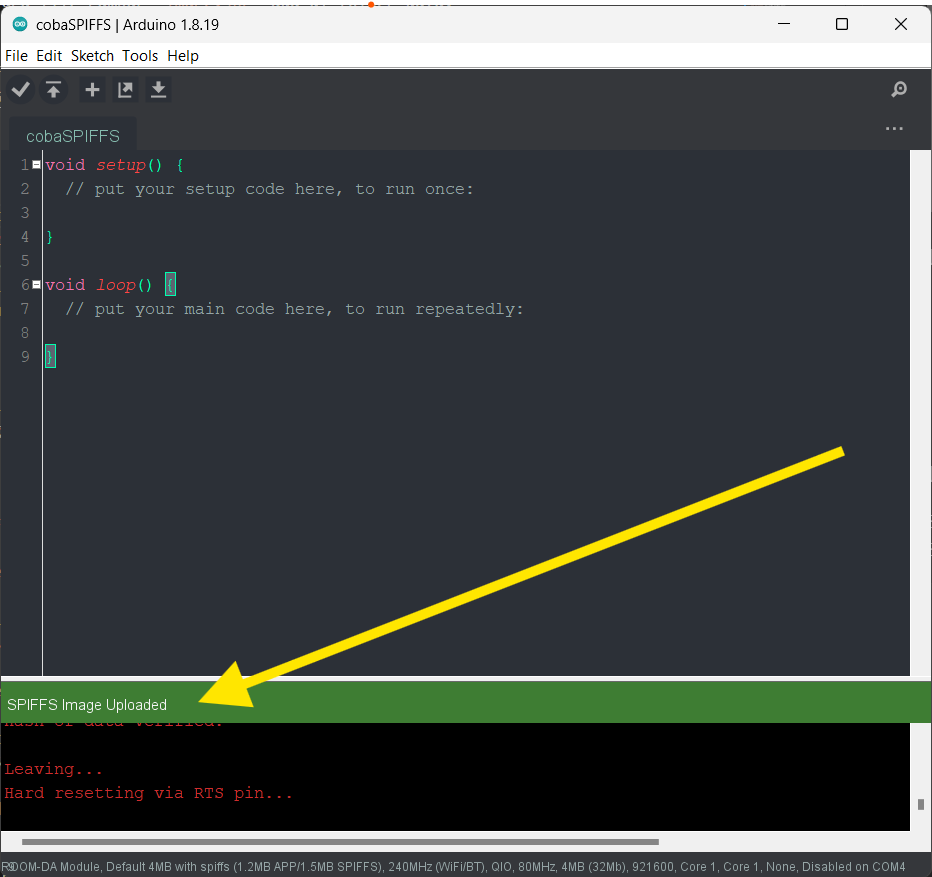 cobaSPIFFS | Arduino 1.8.19
File Edit Sketch Tools Help
cobaSPIFFS
1 void setup() {
2 // put your setup code here, to run once:
3
4 }
5
6 void loop() {
7 // put your main code here, to run repeatedly:
8
9 }
SPIFFS Image Uploaded
Hash of data verified.
Leaving...
Hard resetting via RTS pin...
Module, Default 4MB with spiffs (1.2MB APP/1.5MB SPIFFS), 240MHz (WiFi/BT), QIO, 80MHz, 4MB (32Mb), 921600, Core 1, Core 1, None, Disabled on COM4